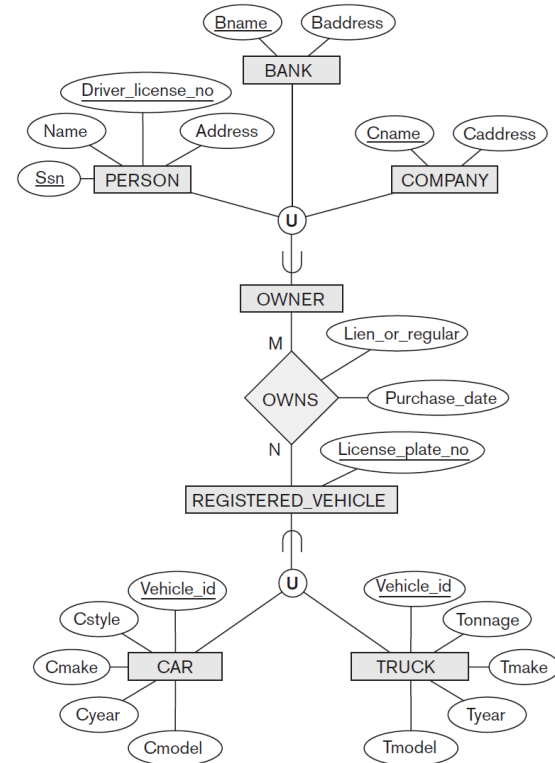 Bname
Baddress
BANK
Driver_license_no
Name
Address
Cname
Caddress
Ssn
PERSON
COMPANY
U
OWNER
M
Lien_or_regular
OWNS
Purchase_date
N
License_plate_no
REGISTERED_VEHICLE
U
Vehicle_id
Vehicle_id
Cstyle
Tonnage
Cmake
CAR
TRUCK
Tmake
Cyear
Tyear
Cmodel
Tmodel